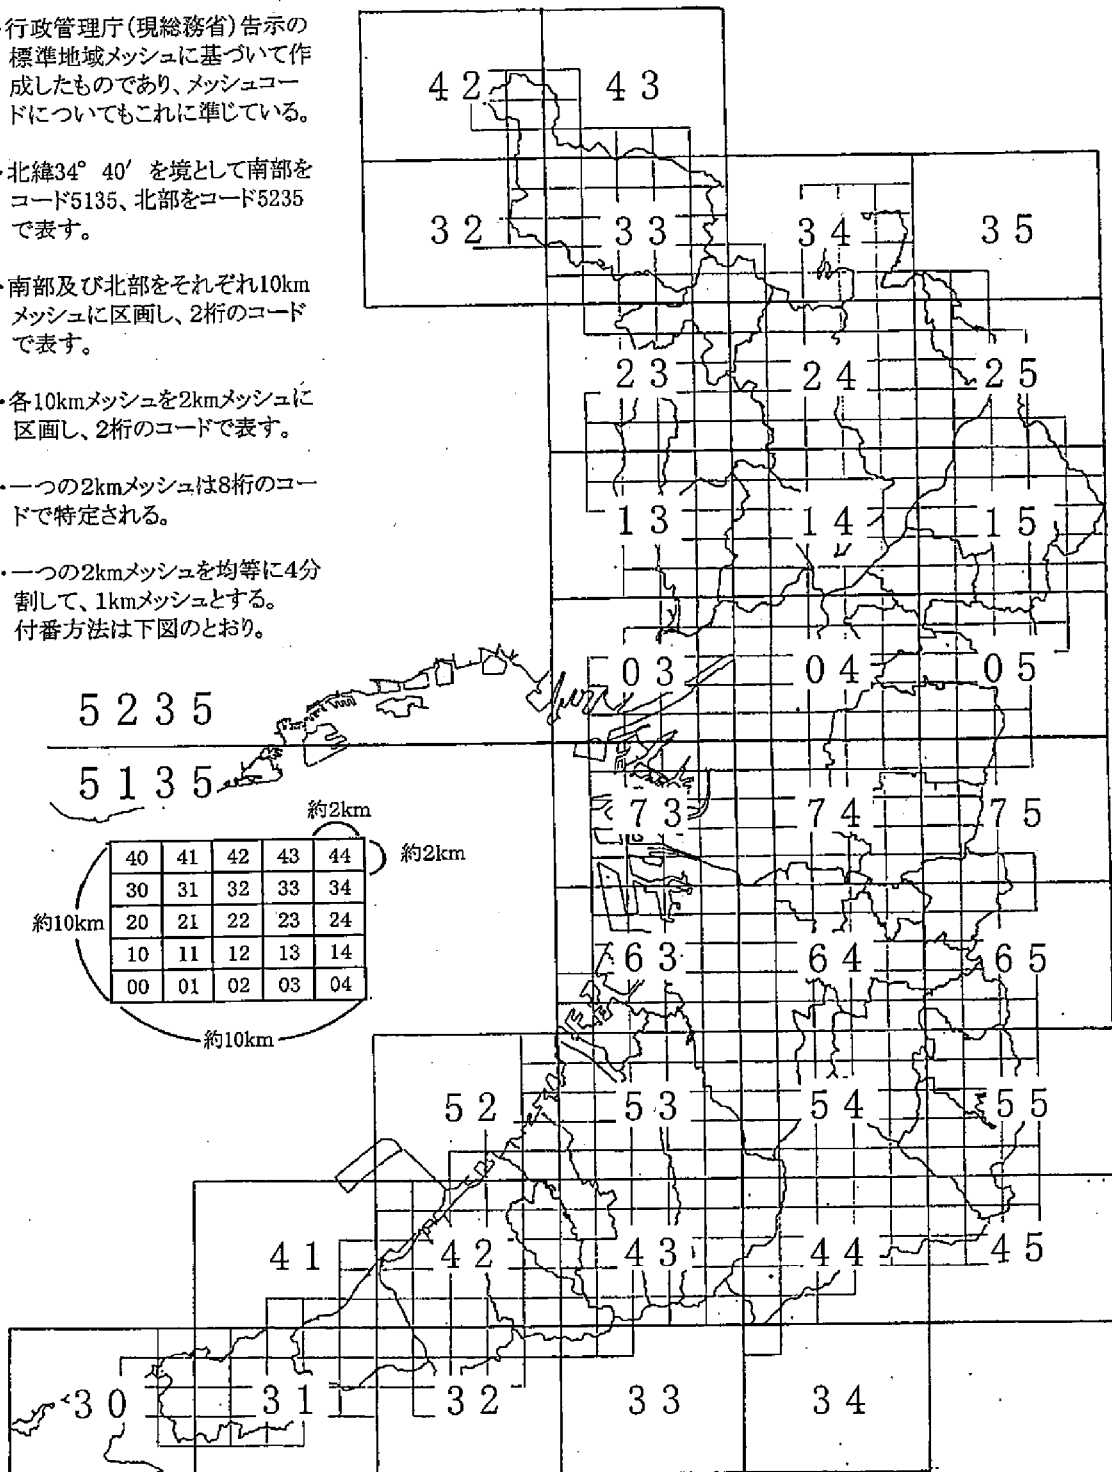 ・行政管理庁(現総務省)告示の
標準地域メッシュに基づいて作
成したものであり、メッシュコー
ドについてもこれに準じている。
・北緯34° 40′ を境として南部を
コード5135、北部をコード5235
で表す。
・南部及び北部をそれぞれ10km
メッシュに区画し、2桁のコード
で表す。
・各10kmメッシュを2kmメッシュに
区画し、2桁のコードで表す。
・一つの2kmメッシュは8桁のコー
ドで特定される。
・一つの2kmメッシュを均等に4分
割して、1kmメッシュとする。
付番方法は下図のとおり。
42 43
32 33 34 35
23 24 25
13 14 15
03 04 05
5235
5135
73 74 75
約2km
約2km
40 41 42 43 44
30 31 32 33 34
20 21 22 23 24
10 11 12 13 14
00 01 02 03 04
約10km
約10km
63 64 65
52 53 54 55
41 42 43 44 45
30 31 32 33 34